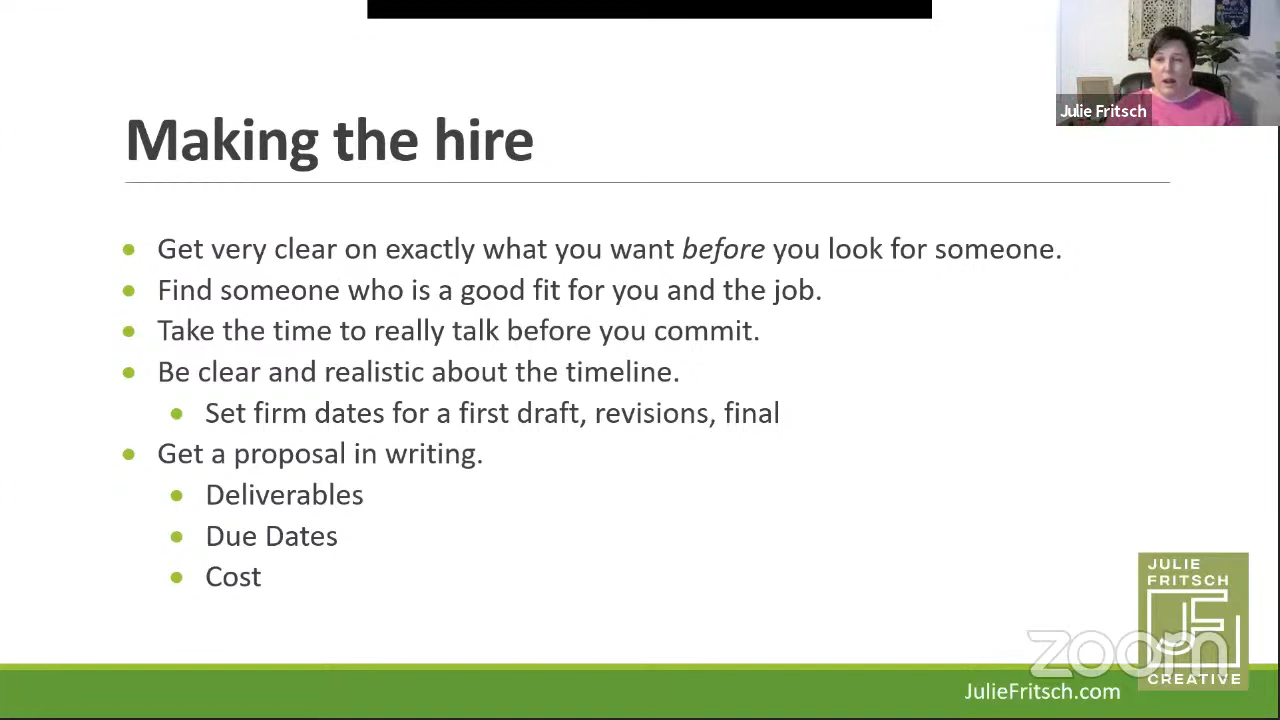 Julie Fritsch
Making the hire
Get very clear on exactly what you want before you look for someone.
Find someone who is a good fit for you and the job.
Take the time to really talk before you commit.
Be clear and realistic about the timeline.
Set firm dates for a first draft, revisions, final
Get a proposal in writing.
Deliverables
Due Dates
Cost
JULIE
FRITSCH
JF
zoom
CREATIVE
JulieFritsch.com